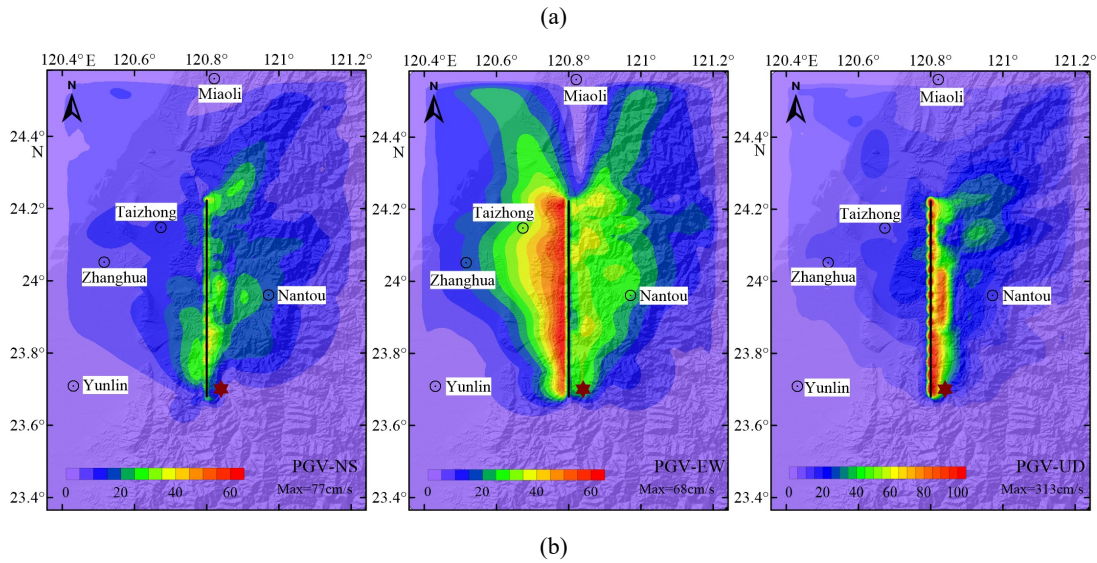 (a)
120.4° E 120.6° 120.8° 121° 121.2°
N
Miaoli
24.4°
N
24.2°
Taizhong
Zhanghua
24°
Nantou
23.8°
Yunlin
23.6°
PGV-NS
0 20 40 60
Max=77cm/s
23.4°
120.4° E 120.6° 120.8° 121° 121.2°
N
Miaoli
24.4°
N
24.2°
Taizhong
Zhanghua
24°
Nantou
23.8°
Yunlin
23.6°
PGV-EW
0 20 40 60
Max=68cm/s
23.4°
120.4° E 120.6° 120.8° 121° 121.2°
N
Miaoli
24.4°
N
24.2°
Taizhong
Zhanghua
24°
Nantou
23.8°
Yunlin
23.6°
PGV-UD
0 20 40 60 80 100
Max=313cm/s
23.4°
(b)